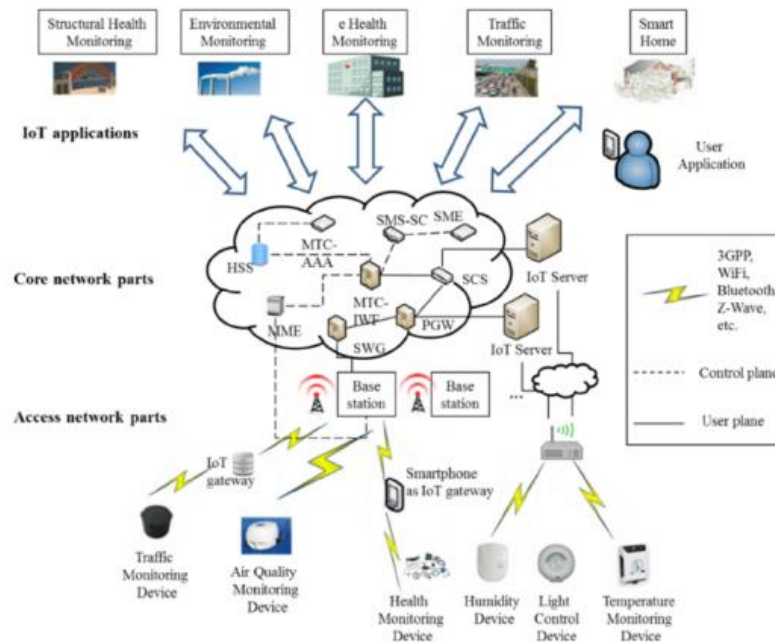 Structural Health
Monitoring
Environmental
Monitoring
e Health
Monitoring
Traffic
Monitoring
Smart
Home
IoT applications
User
Application
SMS-SC
SME
MTC-
AAA
HSS
Core network parts
SCS
IoT Server
MTC-
IWF
MME
PGW
SWG
IoT Server
3GPP,
WiFi,
Bluetooth,
Z-Wave,
etc.
Control plane
User plane
Base
station
Base
station
...
Access network parts
IoT
gateway
Smartphone
as IoT gateway
Traffic
Monitoring
Device
Air Quality
Monitoring
Device
Health
Monitoring
Device
Humidity
Device
Light
Control
Device
Temperature
Monitoring
Device